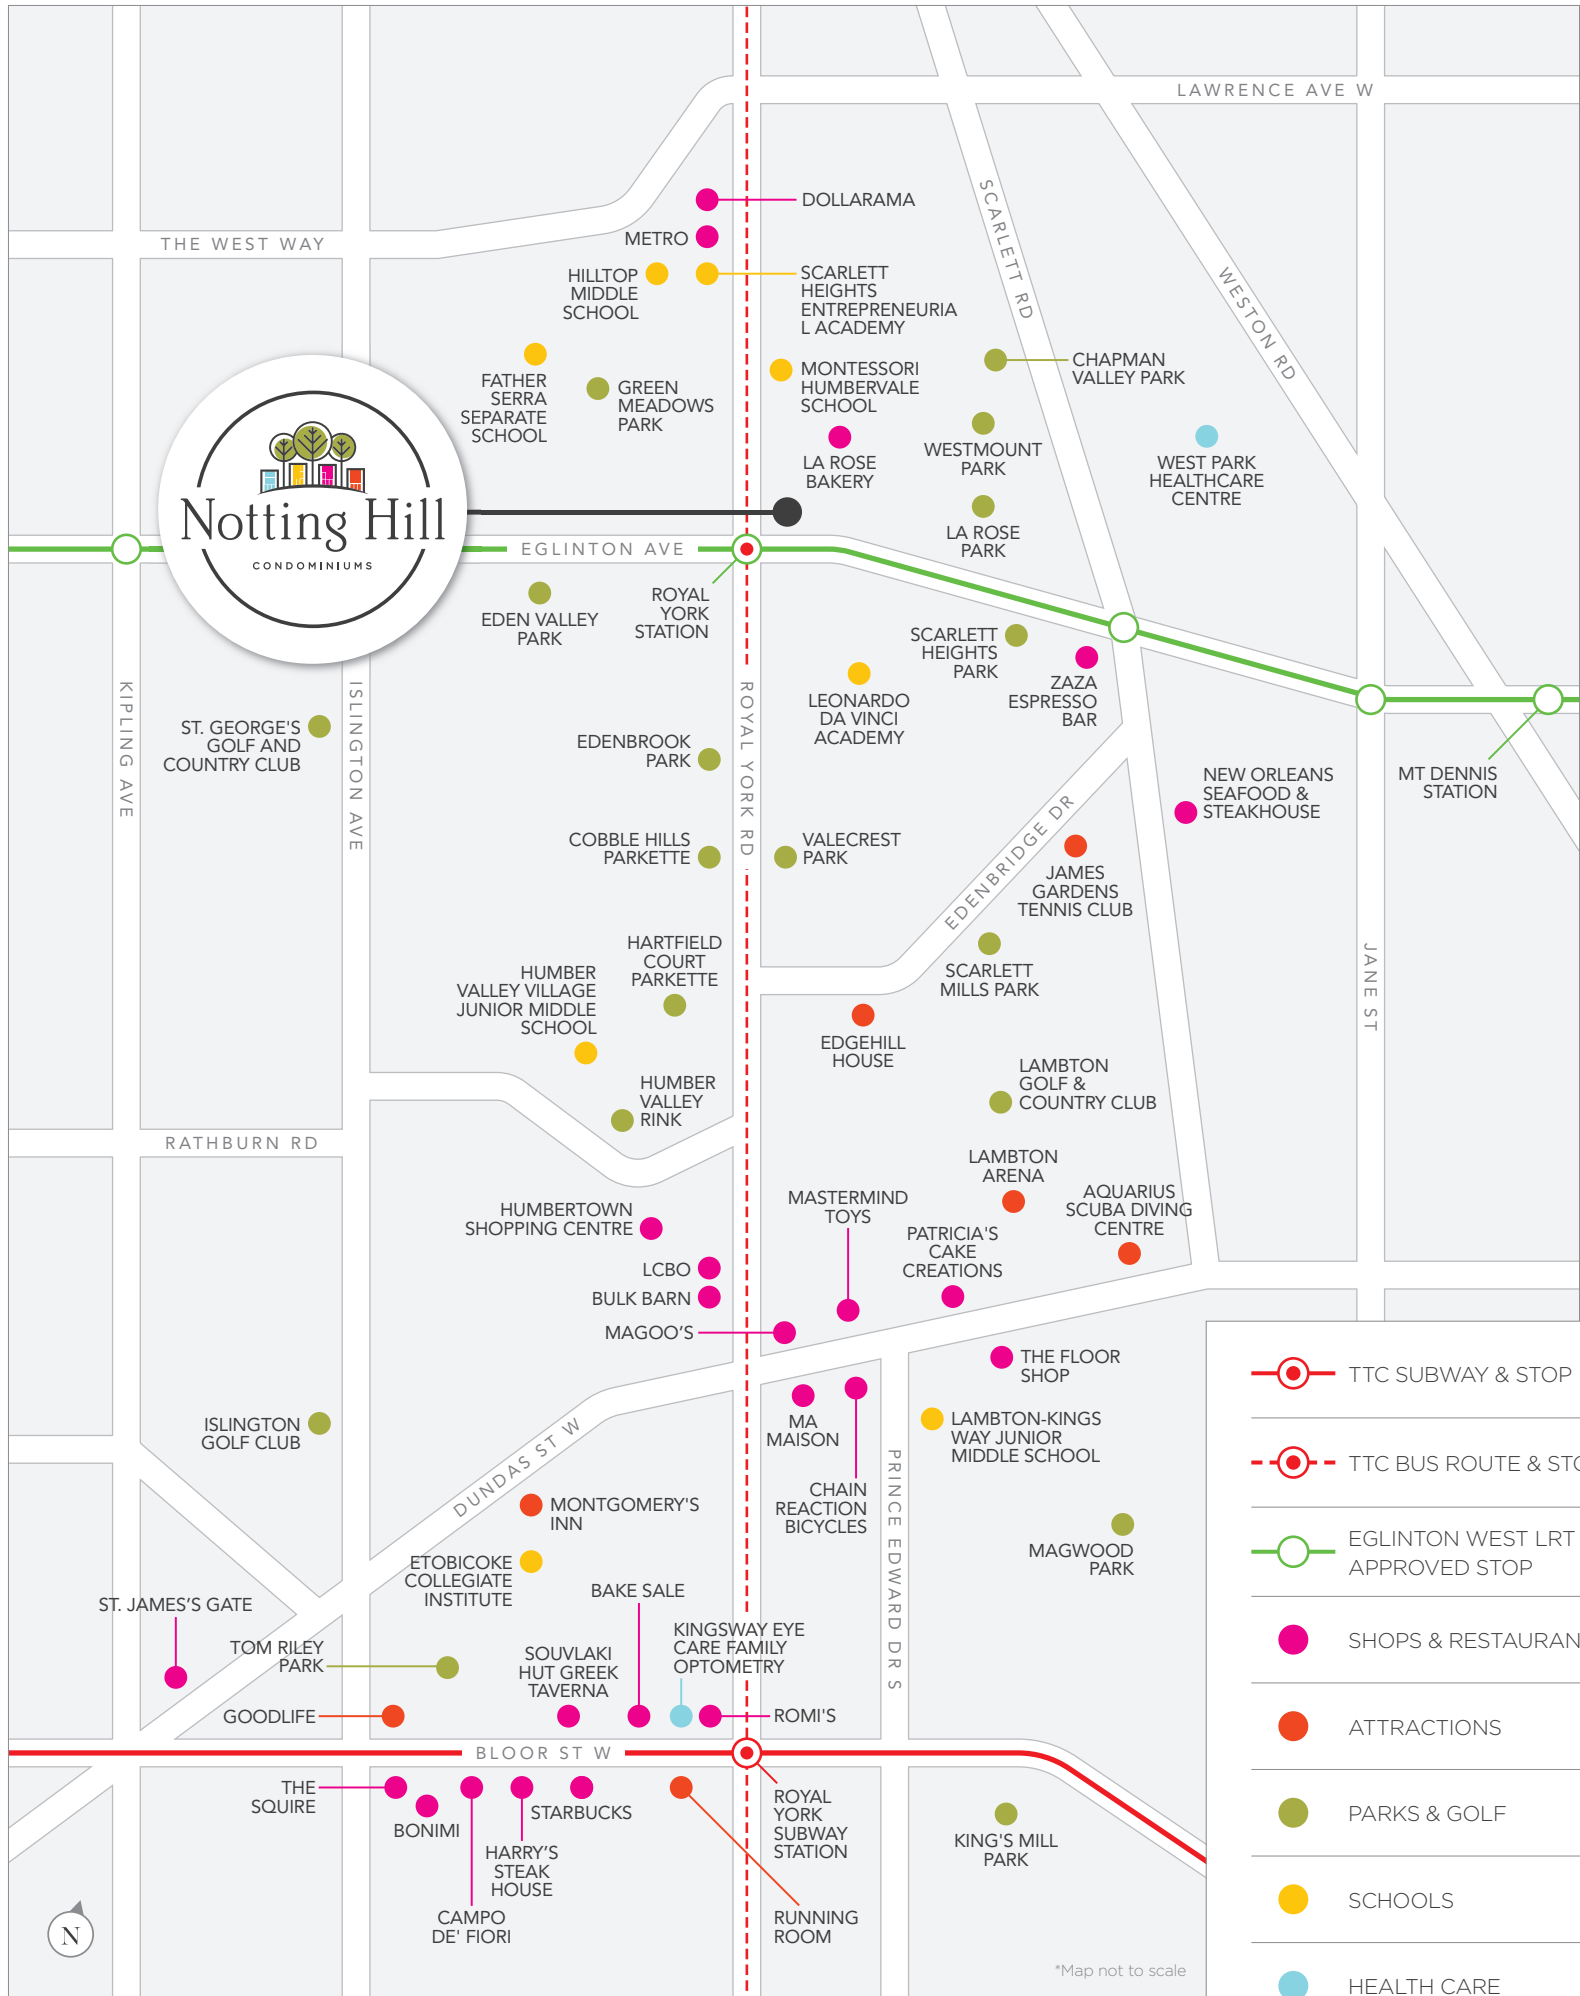 LAWRENCE AVE W
DOLLARAMA
SCARLETT RD
THE WEST WAY
METRO
HILLTOP
MIDDLE
SCHOOL
SCARLETT
HEIGHTS
ENTREPRENEURIA
L ACADEMY
WESTON RD
FATHER
SERRA
SEPARATE
SCHOOL
GREEN
MEADOWS
PARK
MONTESSORI
HUMBERVALE
SCHOOL
CHAPMAN
VALLEY PARK
LA ROSE
BAKERY
WESTMOUNT
PARK
WEST PARK
HEALTHCARE
CENTRE
Notting Hill
CONDOMINIUMS
LA ROSE
PARK
EGLINTON AVE
EDEN VALLEY
PARK
ROYAL
YORK
STATION
SCARLETT
HEIGHTS
PARK
ZAZA
ESPRESSO
BAR
KIPLING AVE
ISLINGTON AVE
ROYAL YORK RD
LEONARDO
DA VINCI
ACADEMY
ST. GEORGE'S
GOLF AND
COUNTRY CLUB
EDENBROOK
PARK
NEW ORLEANS
SEAFOOD &
STEAKHOUSE
MT DENNIS
STATION
COBBLE HILLS
PARKETTE
VALECREST
PARK
EDENBRIDGE DR
JAMES
GARDENS
TENNIS CLUB
HARTFIELD
COURT
PARKETTE
HUMBER
VALLEY VILLAGE
JUNIOR MIDDLE
SCHOOL
SCARLETT
MILLS PARK
JANE ST
EDGEHILL
HOUSE
HUMBER
VALLEY
RINK
LAMBTON
GOLF &
COUNTRY CLUB
RATHBURN RD
LAMBTON
ARENA
HUMBERTOWN
SHOPPING CENTRE
MASTERMIND
TOYS
PATRICIA'S
CAKE
CREATIONS
AQUARIUS
SCUBA DIVING
CENTRE
LCBO
BULK BARN
MAGOO'S
THE FLOOR
SHOP
ISLINGTON
GOLF CLUB
DUNDAS ST W
MA
MAISON
LAMBTON-KINGS
WAY JUNIOR
MIDDLE SCHOOL
CHAIN
REACTION
BICYCLES
PRINCE EDWARD DR S
MONTGOMERY'S
INN
ETOBICOKE
COLLEGIATE
INSTITUTE
MAGWOOD
PARK
ST. JAMES'S GATE
BAKE SALE
TOM RILEY
PARK
SOUVLAKI
HUT GREEK
TAVERNA
KINGSWAY EYE
CARE FAMILY
OPTOMETRY
GOODLIFE
ROMI'S
BLOOR ST W
THE
SQUIRE
BONIMI
STARBUCKS
HARRY'S
STEAK
HOUSE
CAMPO
DE' FIORI
ROYAL
YORK
SUBWAY
STATION
RUNNING
ROOM
KING'S MILL
PARK
N
*Map not to scale
TTC SUBWAY & STOP
TTC BUS ROUTE &
EGLINTON WEST LRT
APPROVED STOP
SHOPS &
ATTRACTIONS
PARKS & GOLF
SCHOOLS
HEALTH CARE